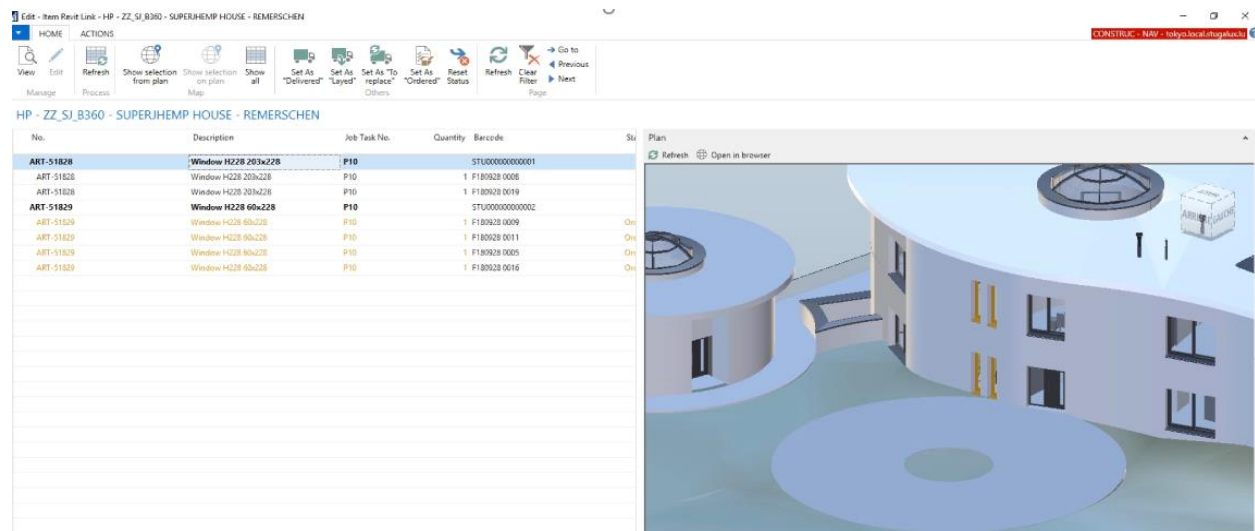 Edit - Item Revit Link - HP - ZZ_SJ_B360 - SUPERJHEMP HOUSE - REMERSCHEN
HOME ACTIONS
CONSTRUC - NAV - tokyo.local.stugalux.lu
View Edit Refresh Show selection from plan Show selection on plan Show all Set As "Delivered" Set As "Layed" Set As "To replace" Set As "Ordered" Reset Status Refresh Clear Filter Go to
Previous
Next
Manage Process Map Others Page
HP - ZZ_SJ_B360 - SUPERJHEMP HOUSE - REMERSCHEN
No. Description Job Task No. Quantity Barcode Sta
ART-51828 Window H228 203x228 P10 STU000000000001
ART-51828 Window H228 203x228 P10 1 F180928 0008
ART-51828 Window H228 203x228 P10 1 F180928 0019
ART-51829 Window H228 60x228 P10 STU000000000002
ART-51829 Window H228 60x228 P10 1 F180928 0009 Ord
ART-51829 Window H228 60x228 P10 1 F180928 0011 Ord
ART-51829 Window H228 60x228 P10 1 F180928 0005 Ord
ART-51829 Window H228 60x228 P10 1 F180928 0016 Ord
Plan
Refresh Open in browser
GAUCHE